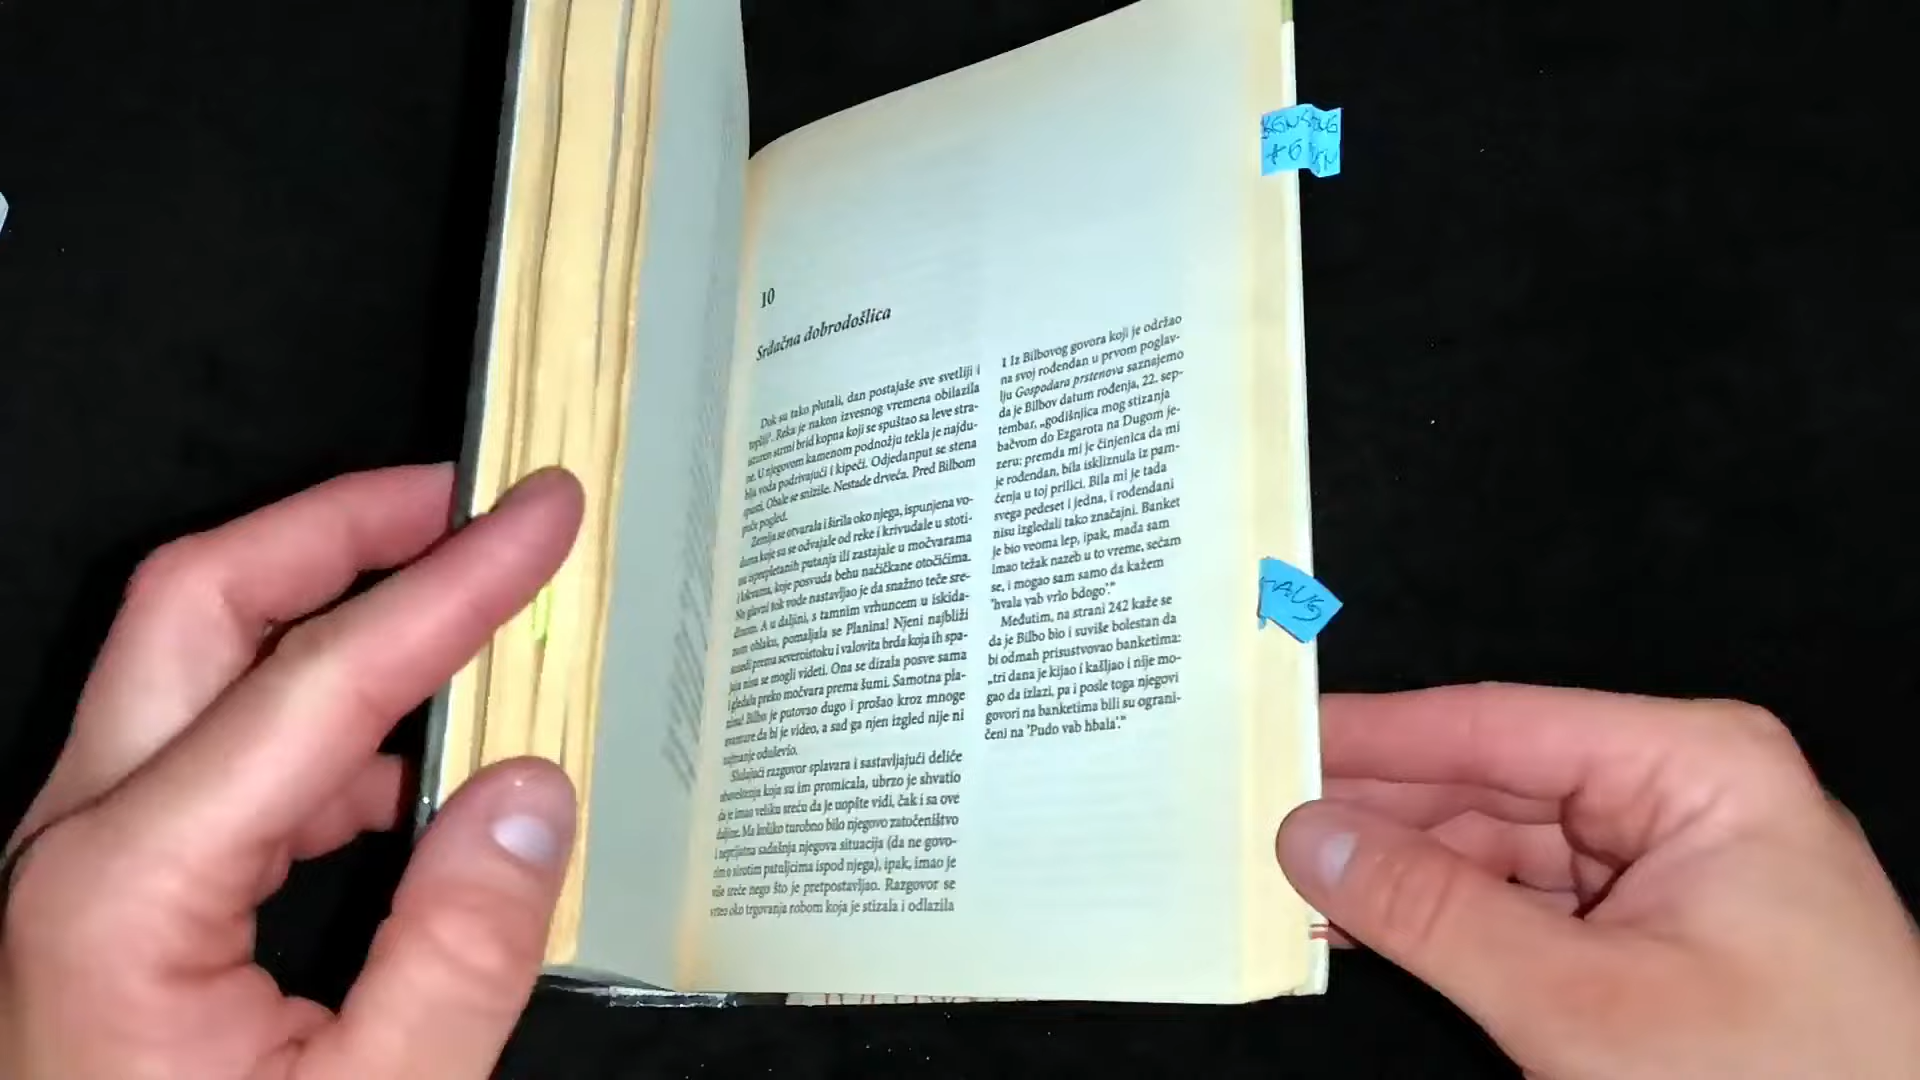 10
Srdačna dobrodošlica
Dok su tako plutali, dan postajaše sve svetliji i
topliji¹. Reka je nakon izvesnog vremena obilazila
isturen strmi brid kopna koji se spuštao sa leve stra-
ne. U njegovom kamenom podnožju tekla je najdu-
blja voda podrivajući i kipeći. Odjedanput se stena
spusti. Obale se sniziše. Nestade drveća. Pred Bilbom
puče pogled.
Zemlja se otvarala i širila oko njega, ispunjena vo-
dama koje su se odvajale od reke i krivudale u stoti-
nu isprepletanih putanja ili zastajale u močvarama
i lokvama, koje posvuda behu načičkane otočićima.
No glavni tok vode nastavljao je da snažno teče sre-
dinom. A u daljini, s tamnim vrhuncem u iskida-
nom oblaku, pomaljala se Planina! Njeni najbliži
susedi prema severoistoku i valovita brda koja ih spa-
jaju nisu se mogli videti. Ona se dizala posve sama
i gledala preko močvara prema šumi. Samotna pla-
nina! Bilbo je putovao dugo i prošao kroz mnoge
avanture da bi je video, a sad ga njen izgled nije ni
najmanje oduševio.
Slušajući razgovor splavara i sastavljajući deliće
obaveštenja koja su im promicala, ubrzo je shvatio
da je imao veliku sreću da je uopšte vidi, čak i sa ove
daljine. Ma koliko turobno bilo njegovo zatočeništvo
i neprijatna sadašnja njegova situacija (da ne govo-
rimo o sirotim patuljcima ispod njega), ipak, imao je
više sreće nego što je pretpostavljao. Razgovor se
vrteo oko trgovanja robom koja je stizala i odlazila
1 Iz Bilbovog govora koji je održao
na svoj rođendan u prvom poglav-
lju Gospodara prstenova saznajemo
da je Bilbov datum rođenja, 22. sep-
tembar, „godišnjica mog stizanja
bačvom do Ezgarota na Dugom je-
zeru; premda mi je činjenica da mi
je rođendan, bila iskliznula iz pam-
ćenja u toj prilici. Bila mi je tada
svega pedeset i jedna, i rođendani
nisu izgledali tako značajni. Banket
je bio veoma lep, ipak, mada sam
imao težak nazeb u to vreme, sećam
se, i mogao sam samo da kažem
'hvala vab vrlo bdogo'.”
Međutim, na strani 242 kaže se
da je Bilbo bio i suviše bolestan da
bi odmah prisustvovao banketima:
„tri dana je kijao i kašljao i nije mo-
gao da izlazi, pa i posle toga njegovi
govori na banketima bili su ograni-
čeni na 'Pudo vab hbala'.”